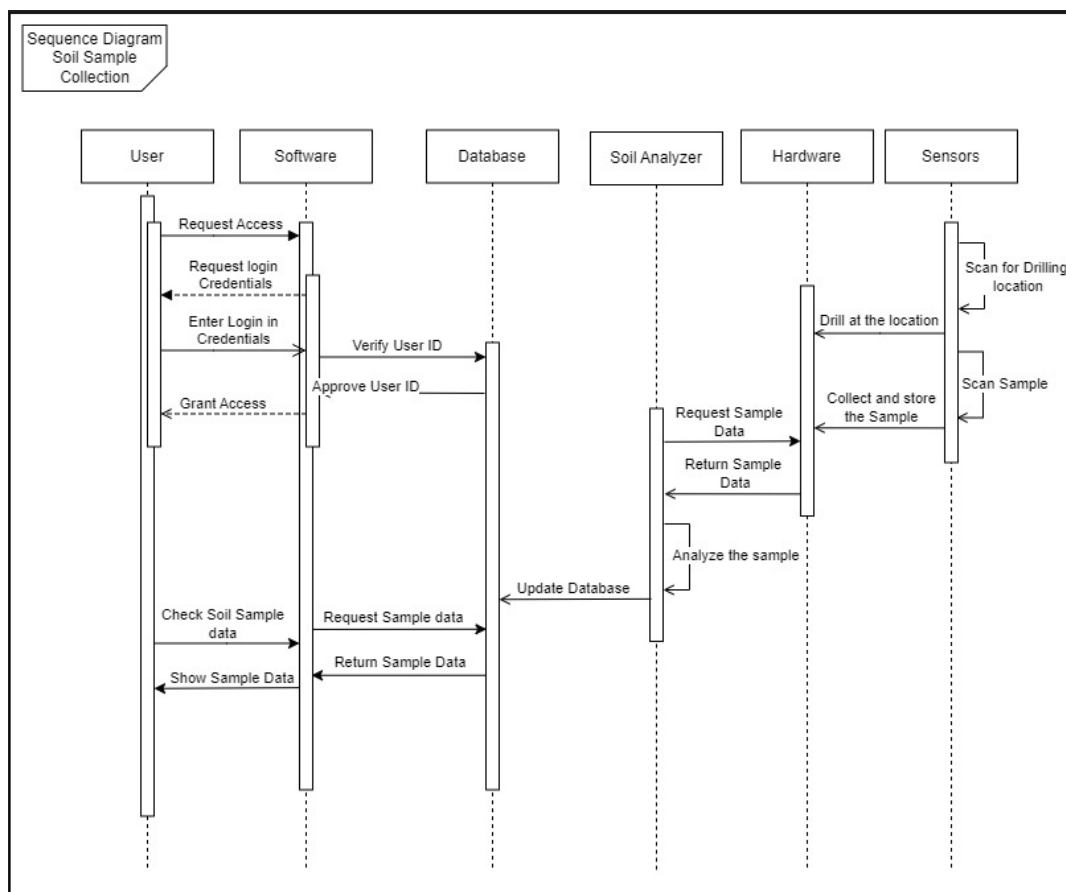 Sequence Diagram
Soil Sample
Collection
User
Software
Database
Soil Analyzer
Hardware
Sensors
Request Access
Request login
Credentials
Scan for Drilling
location
Enter Login in
Credentials
Drill at the location
Verify User ID
Approve User ID
Scan Sample
Grant Access
Collect and store
the Sample
Request Sample
Data
Return Sample
Data
Analyze the sample
Update Database
Check Soil Sample
data
Request Sample data
Return Sample Data
Show Sample Data